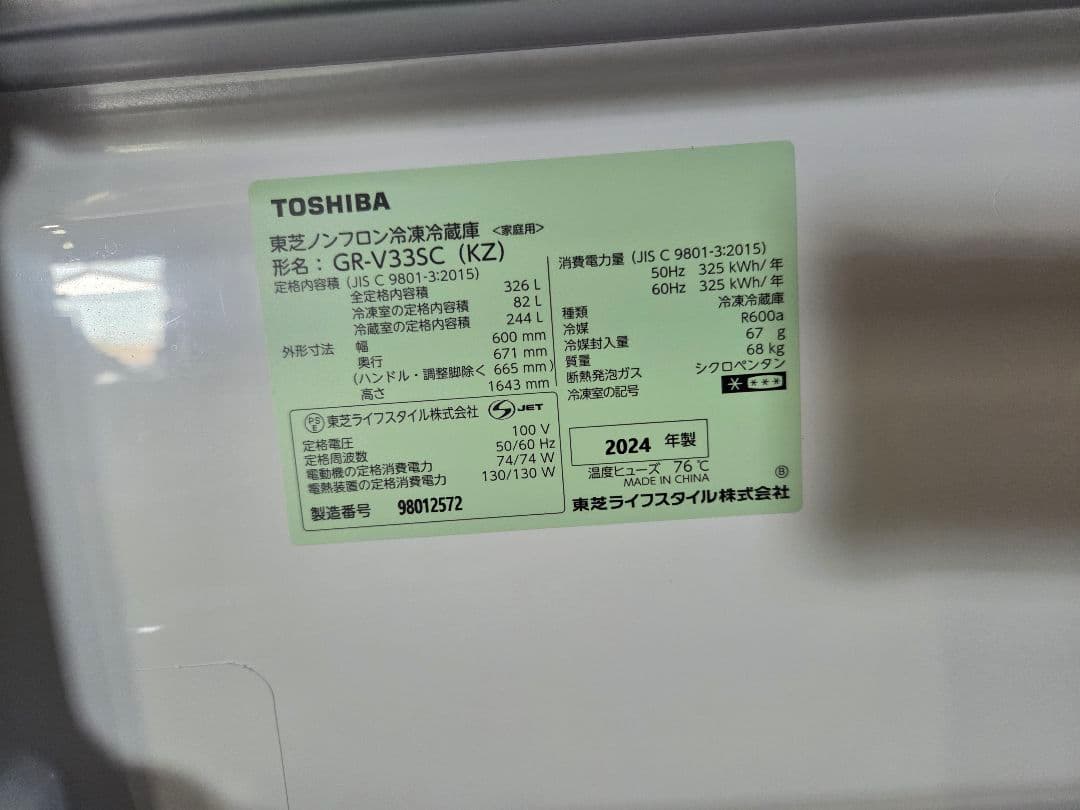 TOSHIBA
東芝ノンフロン冷凍冷蔵庫 <家庭用>
形名： GR-V33SC (KZ)
定格内容積 (JIS C 9801-3:2015)
全定格内容積 326 L
冷凍室の定格内容積 82 L
冷蔵室の定格内容積 244 L
外形寸法 幅 600 mm
奥行 671 mm
(ハンドル・調整脚除く 665 mm)
高さ 1643 mm
PSE 東芝ライフスタイル株式会社 S JET
定格電圧 100 V
定格周波数 50/60 Hz
電動機の定格消費電力 74/74 W
電熱装置の定格消費電力 130/130 W
製造番号 98012572
消費電力量 (JIS C 9801-3:2015)
50Hz 325 kWh/年
60Hz 325 kWh/年
種類 冷凍冷蔵庫
冷媒 R600a
冷媒封入量 67 g
質量 68 kg
断熱発泡ガス シクロペンタン
冷凍室の記号 * ***
2024 年製
温度ヒューズ 76℃
MADE IN CHINA Ⓑ
東芝ライフスタイル株式会社